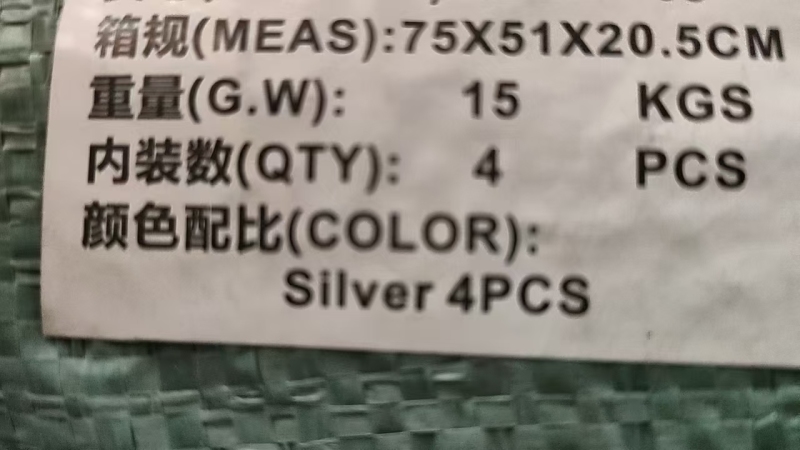 箱规(MEAS):75X51X20.5CM
重量(G.W): 15 KGS
内装数(QTY): 4 PCS
颜色配比(COLOR):
Silver 4PCS